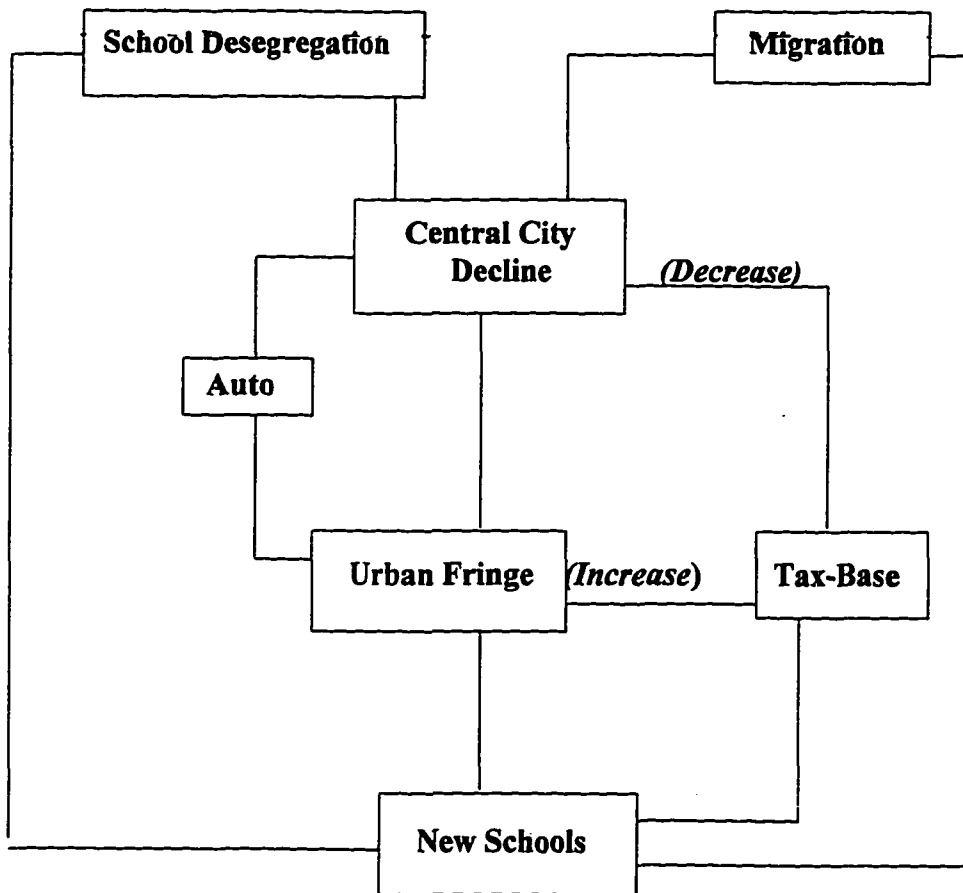 School Desegregation
Migration
Central City
Decline
(Decrease)
Auto
Urban Fringe
(Increase)
Tax-Base
New Schools